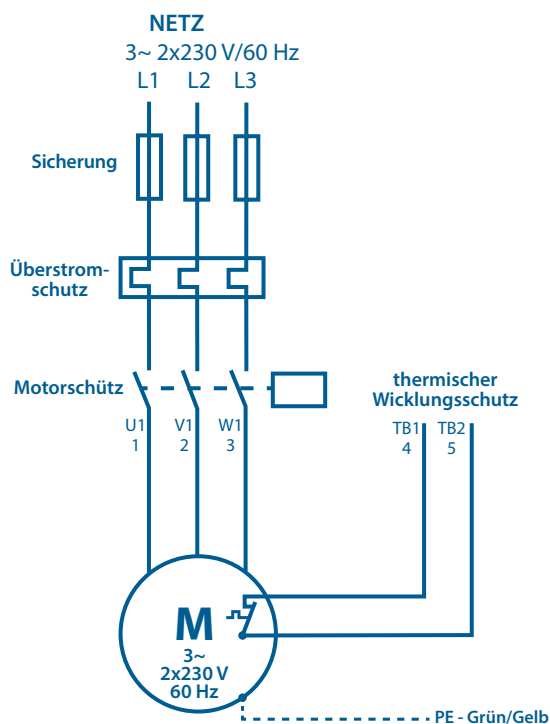 NETZ
3~ 2x230 V/60 Hz
L1 L2 L3
Sicherung
Überstrom-
schutz
Motorschütz
thermischer
Wicklungsschutz
U1 V1 W1
1 2 3
TB1 TB2
4 5
M
3~
2x230 V
60 Hz
PE - Grün/Gelb